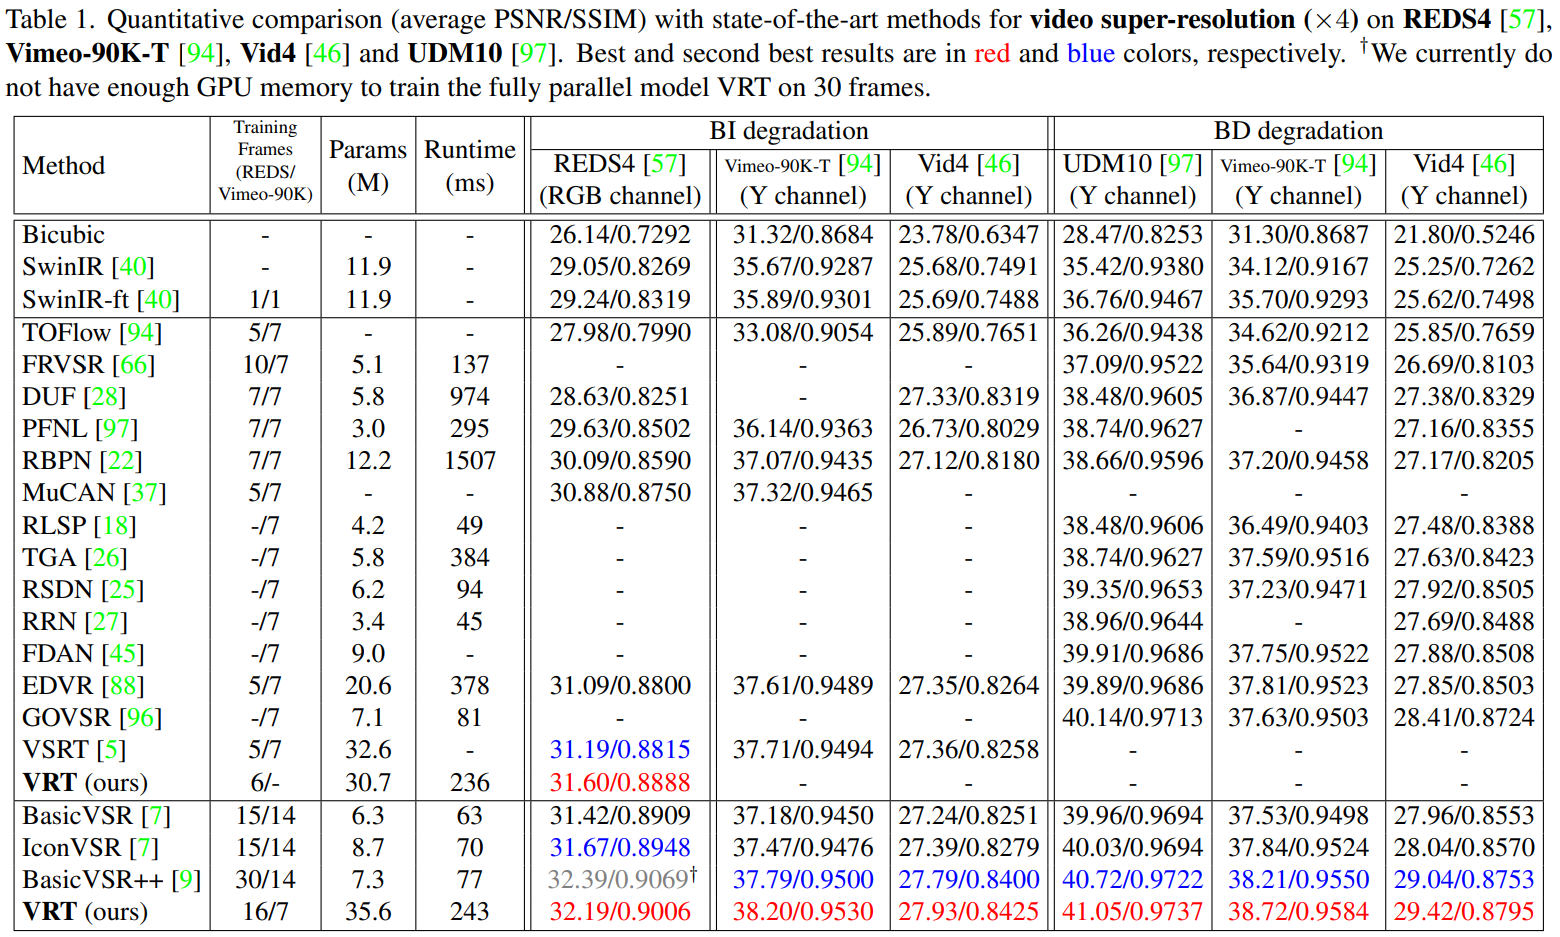 Table 1. Quantitative comparison (average PSNR/SSIM) with state-of-the-art methods for video super-resolution (×4) on REDS4 [57],
Vimeo-90K-T [94], Vid4 [46] and UDM10 [97]. Best and second best results are in red and blue colors, respectively. †We currently do
not have enough GPU memory to train the fully parallel model VRT on 30 frames.
Method Training Frames (REDS/ Vimeo-90K) Params (M) Runtime (ms) BI degradation BD degradation
REDS4 [57] Vimeo-90K-T [94] Vid4 [46] UDM10 [97] Vimeo-90K-T [94] Vid4 [46]
(RGB channel) (Y channel) (Y channel) (Y channel) (Y channel) (Y channel)
Bicubic - - - 26.14/0.7292 31.32/0.8684 23.78/0.6347 28.47/0.8253 31.30/0.8687 21.80/0.5246
SwinIR [40] - 11.9 - 29.05/0.8269 35.67/0.9287 25.68/0.7491 35.42/0.9380 34.12/0.9167 25.25/0.7262
SwinIR-ft [40] 1/1 11.9 - 29.24/0.8319 35.89/0.9301 25.69/0.7488 36.76/0.9467 35.70/0.9293 25.62/0.7498
TOFlow [94] 5/7 - - 27.98/0.7990 33.08/0.9054 25.89/0.7651 36.26/0.9438 34.62/0.9212 25.85/0.7659
FRVSR [66] 10/7 5.1 137 - - - 37.09/0.9522 35.64/0.9319 26.69/0.8103
DUF [28] 7/7 5.8 974 28.63/0.8251 - 27.33/0.8319 38.48/0.9605 36.87/0.9447 27.38/0.8329
PFNL [97] 7/7 3.0 295 29.63/0.8502 36.14/0.9363 26.73/0.8029 38.74/0.9627 - 27.16/0.8355
RBPN [22] 7/7 12.2 1507 30.09/0.8590 37.07/0.9435 27.12/0.8180 38.66/0.9596 37.20/0.9458 27.17/0.8205
MuCAN [37] 5/7 - - 30.88/0.8750 37.32/0.9465 - - - -
RLSP [18] -/7 4.2 49 - - - 38.48/0.9606 36.49/0.9403 27.48/0.8388
TGA [26] -/7 5.8 384 - - - 38.74/0.9627 37.59/0.9516 27.63/0.8423
RSDN [25] -/7 6.2 94 - - - 39.35/0.9653 37.23/0.9471 27.92/0.8505
RRN [27] -/7 3.4 45 - - - 38.96/0.9644 - 27.69/0.8488
FDAN [45] -/7 9.0 - - - - 39.91/0.9686 37.75/0.9522 27.88/0.8508
EDVR [88] 5/7 20.6 378 31.09/0.8800 37.61/0.9489 27.35/0.8264 39.89/0.9686 37.81/0.9523 27.85/0.8503
GOVSR [96] -/7 7.1 81 - - - 40.14/0.9713 37.63/0.9503 28.41/0.8724
VSRT [5] 5/7 32.6 - 31.19/0.8815 37.71/0.9494 27.36/0.8258 - - -
VRT (ours) 6/- 30.7 236 31.60/0.8888 - - - - -
BasicVSR [7] 15/14 6.3 63 31.42/0.8909 37.18/0.9450 27.24/0.8251 39.96/0.9694 37.53/0.9498 27.96/0.8553
IconVSR [7] 15/14 8.7 70 31.67/0.8948 37.47/0.9476 27.39/0.8279 40.03/0.9694 37.84/0.9524 28.04/0.8570
BasicVSR++ [9] 30/14 7.3 77 32.39/0.9069† 37.79/0.9500 27.79/0.8400 40.72/0.9722 38.21/0.9550 29.04/0.8753
VRT (ours) 16/7 35.6 243 32.19/0.9006 38.20/0.9530 27.93/0.8425 41.05/0.9737 38.72/0.9584 29.42/0.8795